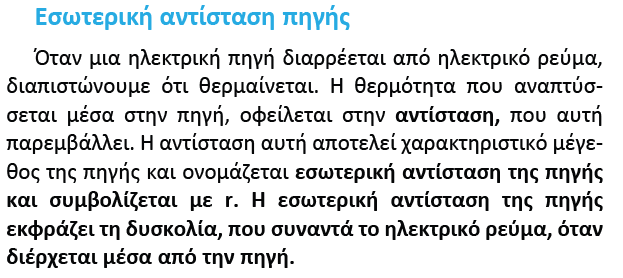 Εσωτερική αντίσταση πηγής
Όταν μια ηλεκτρική πηγή διαρρέεται από ηλεκτρικό ρεύμα,
διαπιστώνουμε ότι θερμαίνεται. Η θερμότητα που αναπτύσ-
σεται μέσα στην πηγή, οφείλεται στην αντίσταση, που αυτή
παρεμβάλλει. Η αντίσταση αυτή αποτελεί χαρακτηριστικό μέγε-
θος της πηγής και ονομάζεται εσωτερική αντίσταση της πηγής
και συμβολίζεται με r. Η εσωτερική αντίσταση της πηγής
εκφράζει τη δυσκολία, που συναντά το ηλεκτρικό ρεύμα, όταν
διέρχεται μέσα από την πηγή.